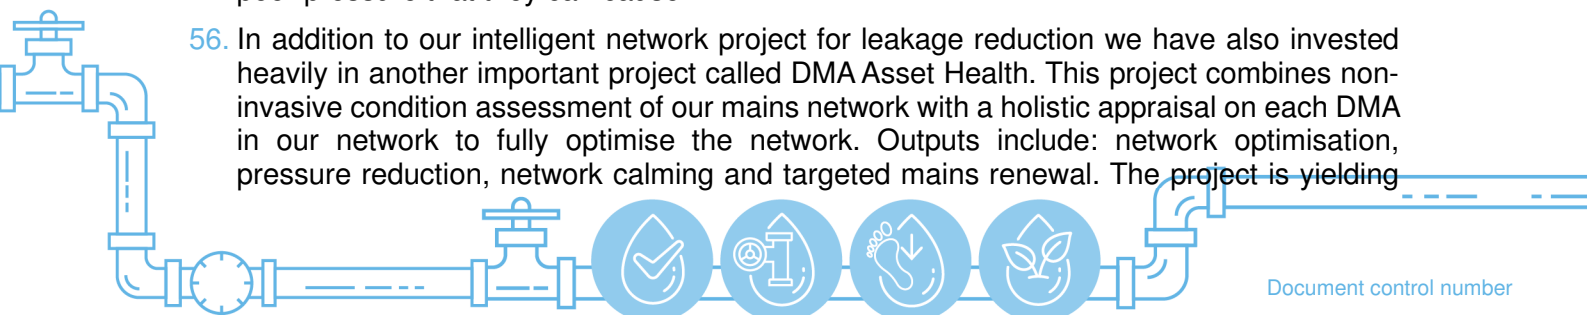 56. In addition to our intelligent network project for leakage reduction we have also invested
heavily in another important project called DMA Asset Health. This project combines non-
invasive condition assessment of our mains network with a holistic appraisal on each DMA
in our network to fully optimise the network. Outputs include: network optimisation,
pressure reduction, network calming and targeted mains renewal. The project is yielding
Document control number